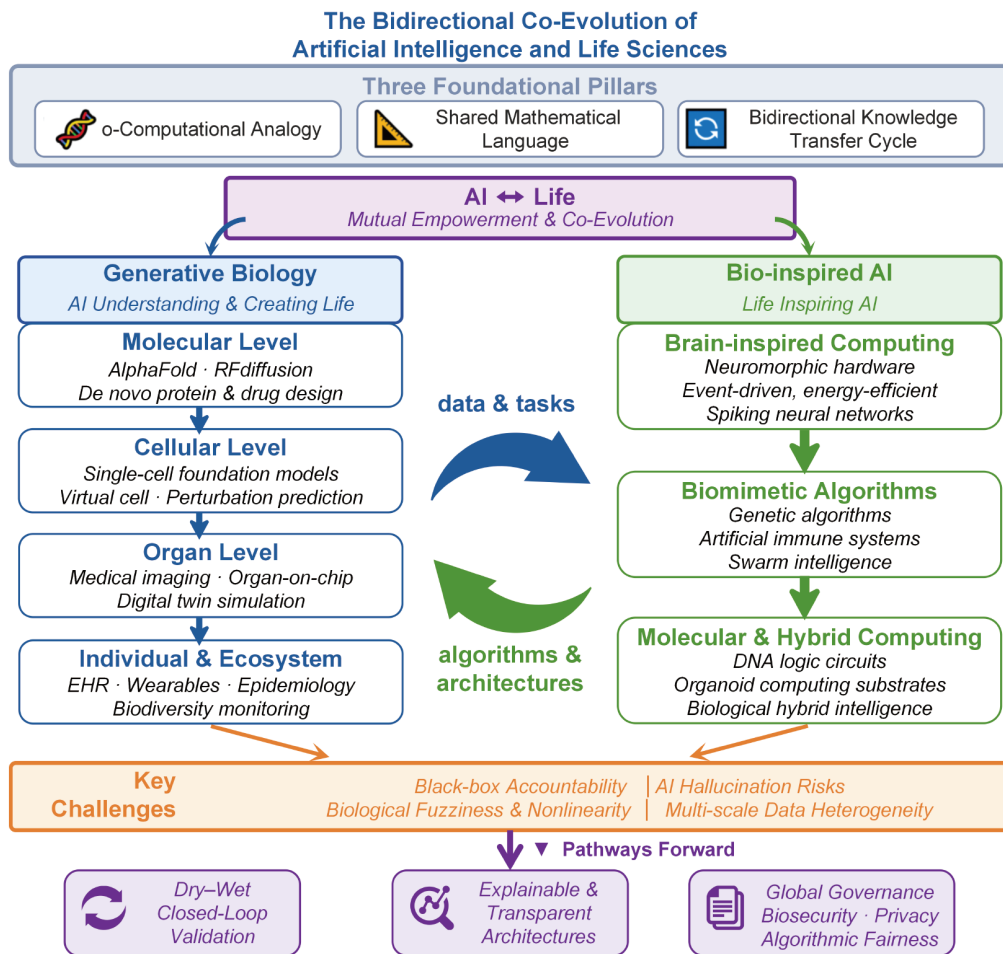 The Bidirectional Co-Evolution of
Artificial Intelligence and Life Sciences
Three Foundational Pillars
o-Computational Analogy
Shared Mathematical
Language
Bidirectional Knowledge
Transfer Cycle
AI ↔ Life
Mutual Empowerment & Co-Evolution
Generative Biology
AI Understanding & Creating Life
Molecular Level
AlphaFold · RFdiffusion
De novo protein & drug design
Cellular Level
Single-cell foundation models
Virtual cell · Perturbation prediction
Organ Level
Medical imaging · Organ-on-chip
Digital twin simulation
Individual & Ecosystem
EHR · Wearables · Epidemiology
Biodiversity monitoring
data & tasks
algorithms &
architectures
Bio-inspired AI
Life Inspiring AI
Brain-inspired Computing
Neuromorphic hardware
Event-driven, energy-efficient
Spiking neural networks
Biomimetic Algorithms
Genetic algorithms
Artificial immune systems
Swarm intelligence
Molecular & Hybrid Computing
DNA logic circuits
Organoid computing substrates
Biological hybrid intelligence
Key
Challenges
Black-box Accountability | AI Hallucination Risks
Biological Fuzziness & Nonlinearity | Multi-scale Data Heterogeneity
▼ Pathways Forward
Dry–Wet
Closed-Loop
Validation
Explainable &
Transparent
Architectures
Global Governance
Biosecurity · Privacy
Algorithmic Fairness